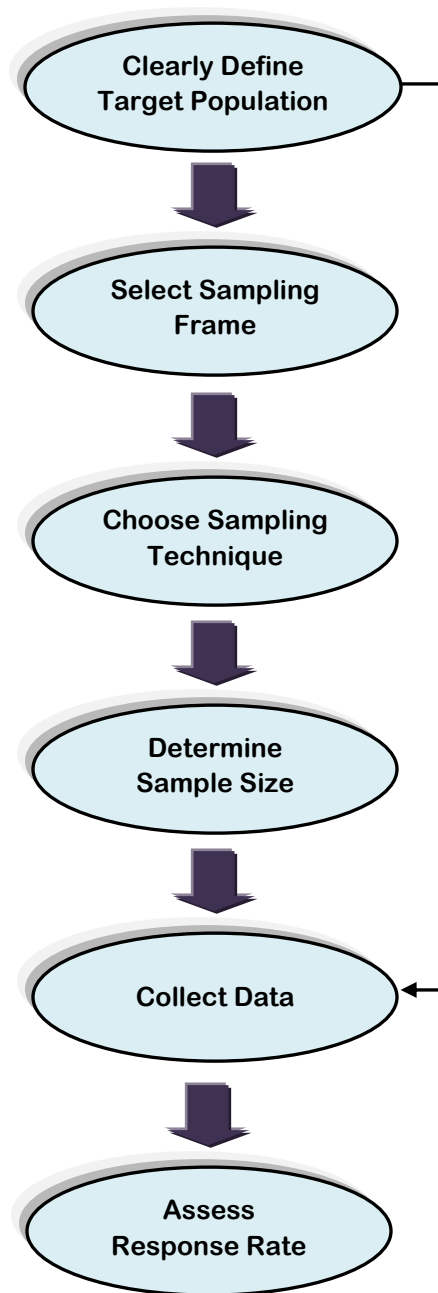 Clearly Define
Target Population
Select Sampling
Frame
Choose Sampling
Technique
Determine
Sample Size
Collect Data
Assess
Response Rate